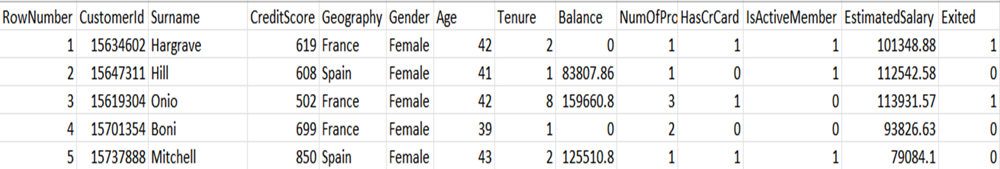 RowNumber CustomerId Surname CreditScore Geography Gender Age Tenure Balance NumOfPro HasCrCard IsActiveMember EstimatedSalary Exited
1 15634602 Hargrave 619 France Female 42 2 0 1 1 1 101348.88 1
2 15647311 Hill 608 Spain Female 41 1 83807.86 1 0 1 112542.58 0
3 15619304 Onio 502 France Female 42 8 159660.8 3 1 0 113931.57 1
4 15701354 Boni 699 France Female 39 1 0 2 0 0 93826.63 0
5 15737888 Mitchell 850 Spain Female 43 2 125510.8 1 1 1 79084.1 0